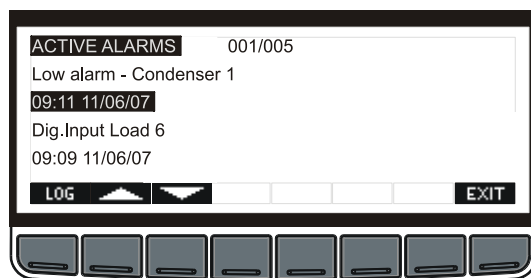 ACTIVE ALARMS 001/005
Low alarm - Condenser 1
09:11 11/06/07
Dig.Input Load 6
09:09 11/06/07
LOG EXIT